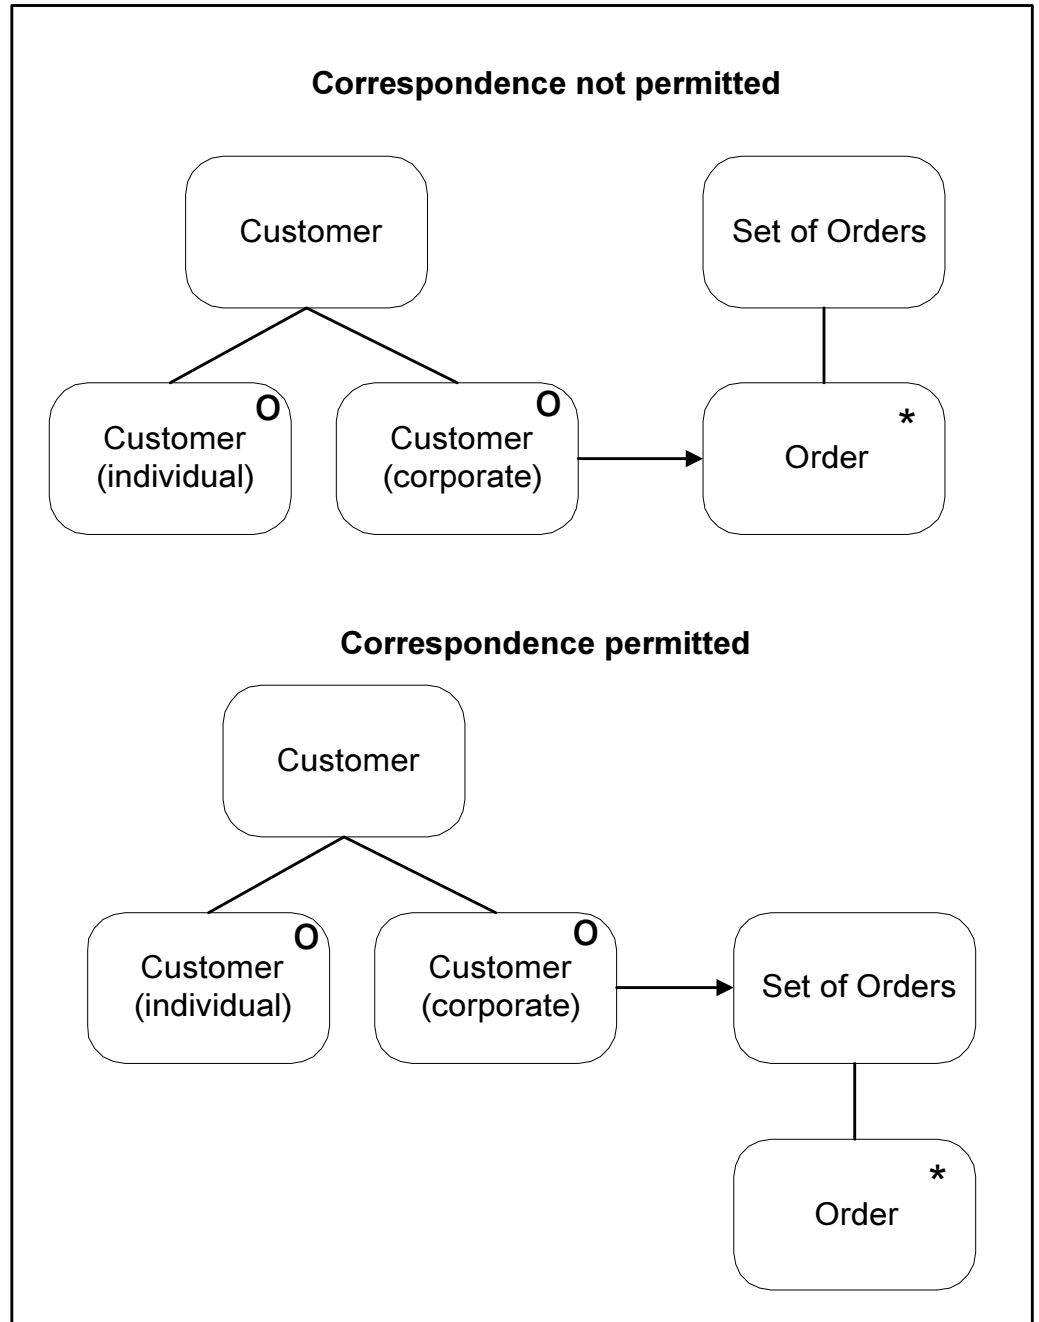 Correspondence not permitted
Customer
Set of Orders
Customer
(individual)
O
Customer
(corporate)
O
Order
*
Correspondence permitted
Customer
Customer
(individual)
O
Customer
(corporate)
O
Set of Orders
Order
*